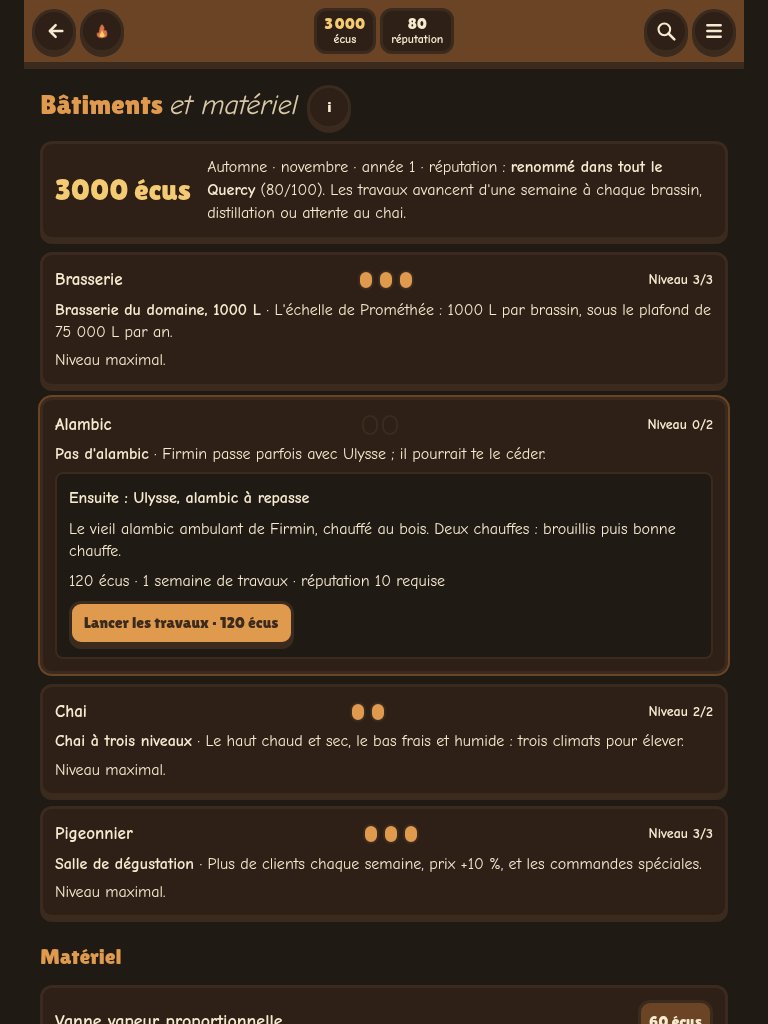 3 000
écus
80
réputation
Bâtiments et matériel
i
3000 écus
Automne · novembre · année 1 · réputation : renommé dans tout le
Quercy (80/100). Les travaux avancent d'une semaine à chaque brassin,
distillation ou attente au chai.
Brasserie
Niveau 3/3
Brasserie du domaine, 1000 L · L'échelle de Prométhée : 1000 L par brassin, sous le plafond de
75 000 L par an.
Niveau maximal.
Alambic
Niveau 0/2
Pas d'alambic · Firmin passe parfois avec Ulysse ; il pourrait te le céder.
Ensuite : Ulysse, alambic à repasse
Le vieil alambic ambulant de Firmin, chauffé au bois. Deux chauffes : brouillis puis bonne
chauffe.
120 écus · 1 semaine de travaux · réputation 10 requise
Lancer les travaux · 120 écus
Chai
Niveau 2/2
Chai à trois niveaux · Le haut chaud et sec, le bas frais et humide : trois climats pour élever.
Niveau maximal.
Pigeonnier
Niveau 3/3
Salle de dégustation · Plus de clients chaque semaine, prix +10 %, et les commandes spéciales.
Niveau maximal.
Matériel
Vanne vapeur proportionnelle
60 écus